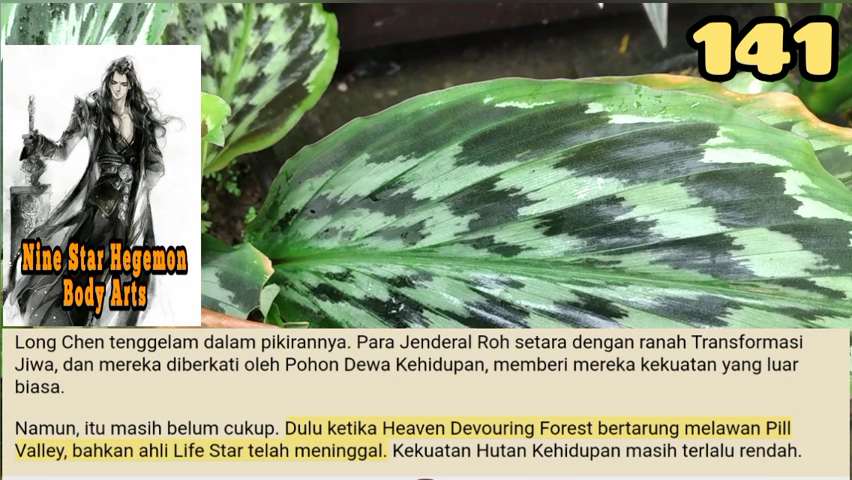 141
Nine Star Hegemon
Body Arts
Long Chen tenggelam dalam pikirannya. Para Jenderal Roh setara dengan ranah Transformasi
Jiwa, dan mereka diberkati oleh Pohon Dewa Kehidupan, memberi mereka kekuatan yang luar
biasa.
Namun, itu masih belum cukup. Dulu ketika Heaven Devouring Forest bertarung melawan Pill
Valley, bahkan ahli Life Star telah meninggal. Kekuatan Hutan Kehidupan masih terlalu rendah.